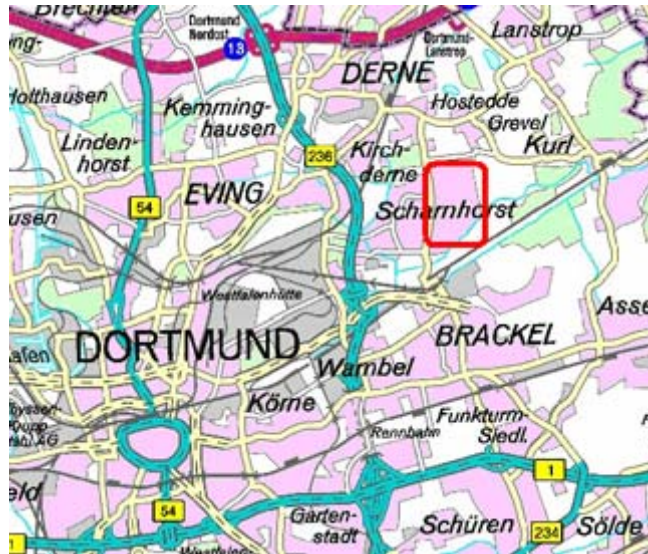 Brechten
Dortmund
Nordost
Lanstrop
13
Dortmund-
Lanstrop
DERNE
Holthausen
Kemming-
hausen
Hostedde
Grevel
Kurl
Linden-
horst
236
Kirch-
derne
EVING
54
Scharnhorst
Westfalenhütte
DORTMUND
BRACKEL
Asse
Wambel
Körne
Funkturm-
Siedl.
Rennbahn
1
54
Garten-
stadt
Schüren
234
Sölde